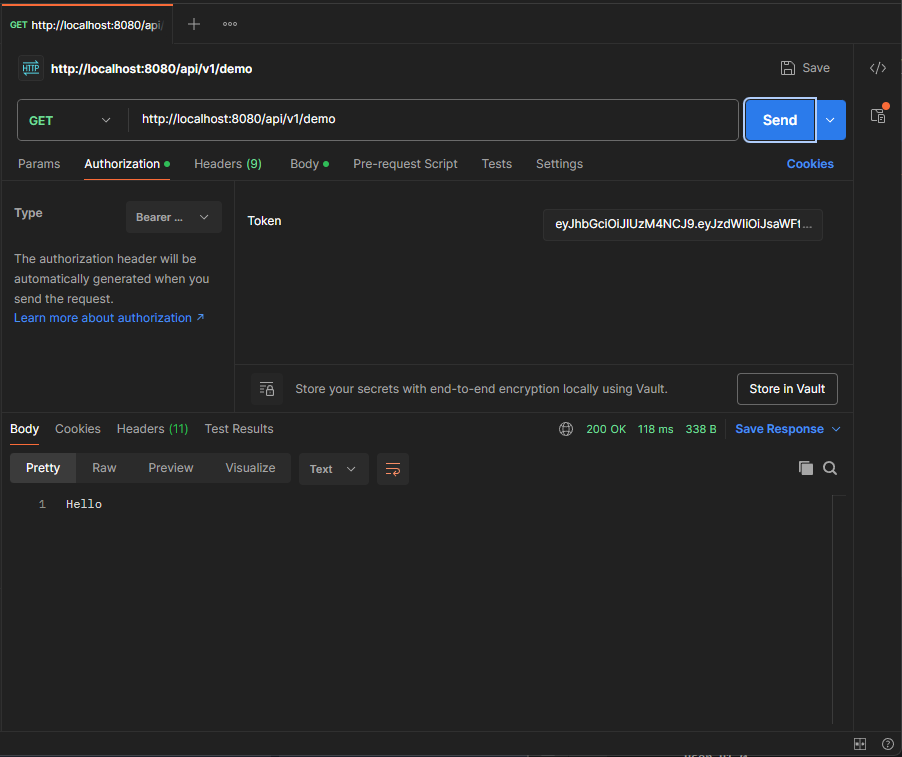 GET http://localhost:8080/api/
HTTP http://localhost:8080/api/v1/demo
Save
GET
http://localhost:8080/api/v1/demo
Send
Params
Authorization
Headers (9)
Body
Pre-request Script
Tests
Settings
Cookies
Type
Bearer ...
The authorization header will be
automatically generated when you
send the request.
Learn more about authorization ↗
Token
eyJhbGciOiJIUzM4NCJ9.eyJzdWIiOiJsaWFt...
Store your secrets with end-to-end encryption locally using Vault.
Store in Vault
Body
Cookies
Headers (11)
Test Results
200 OK
118 ms
338 B
Save Response
Pretty
Raw
Preview
Visualize
Text
1 Hello